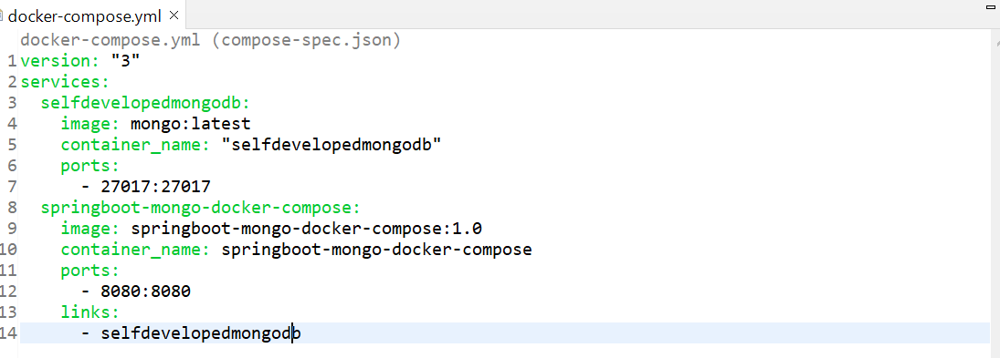 docker-compose.yml ×
docker-compose.yml (compose-spec.json)
1 version: "3"
2 services:
3   selfdevelopedmongodb:
4     image: mongo:latest
5     container_name: "selfdevelopedmongodb"
6     ports:
7       - 27017:27017
8   springboot-mongo-docker-compose:
9     image: springboot-mongo-docker-compose:1.0
10     container_name: springboot-mongo-docker-compose
11     ports:
12       - 8080:8080
13     links:
14       - selfdevelopedmongodb